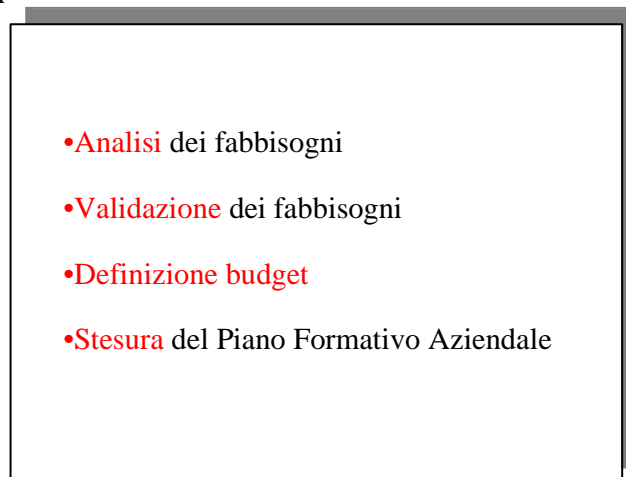 •Analisi dei fabbisogni
•Validazione dei fabbisogni
•Definizione budget
•Stesura del Piano Formativo Aziendale